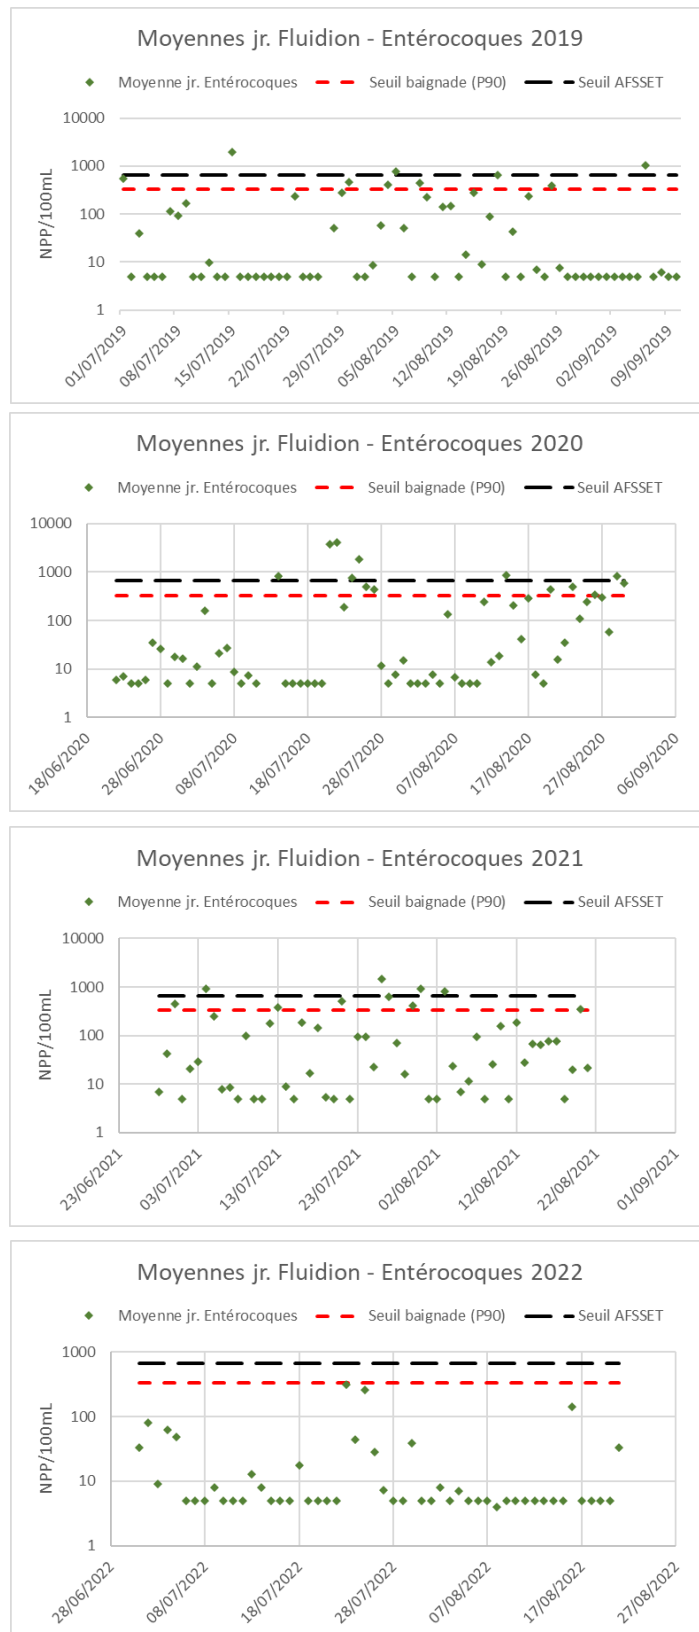 Moyennes jr. Fluidion - Entérocoques 2019
Moyenne jr. Entérocoques Seuil baignade (P90) Seuil AFSSET
10000
1000
100
10
1
NPP/100mL
01/07/2019 08/07/2019 15/07/2019 22/07/2019 29/07/2019 05/08/2019 12/08/2019 19/08/2019 26/08/2019 02/09/2019 09/09/2019
Moyennes jr. Fluidion - Entérocoques 2020
Moyenne jr. Entérocoques Seuil baignade (P90) Seuil AFSSET
10000
1000
100
10
1
18/06/2020 28/06/2020 08/07/2020 18/07/2020 28/07/2020 07/08/2020 17/08/2020 27/08/2020 06/09/2020
Moyennes jr. Fluidion - Entérocoques 2021
Moyenne jr. Entérocoques Seuil baignade (P90) Seuil AFSSET
10000
1000
100
10
1
NPP/100mL
23/06/2021 03/07/2021 13/07/2021 23/07/2021 02/08/2021 12/08/2021 22/08/2021 01/09/2021
Moyennes jr. Fluidion - Entérocoques 2022
Moyenne jr. Entérocoques Seuil baignade (P90) Seuil AFSSET
1000
100
10
1
NPP/100mL
28/06/2022 08/07/2022 18/07/2022 28/07/2022 07/08/2022 17/08/2022 27/08/2022